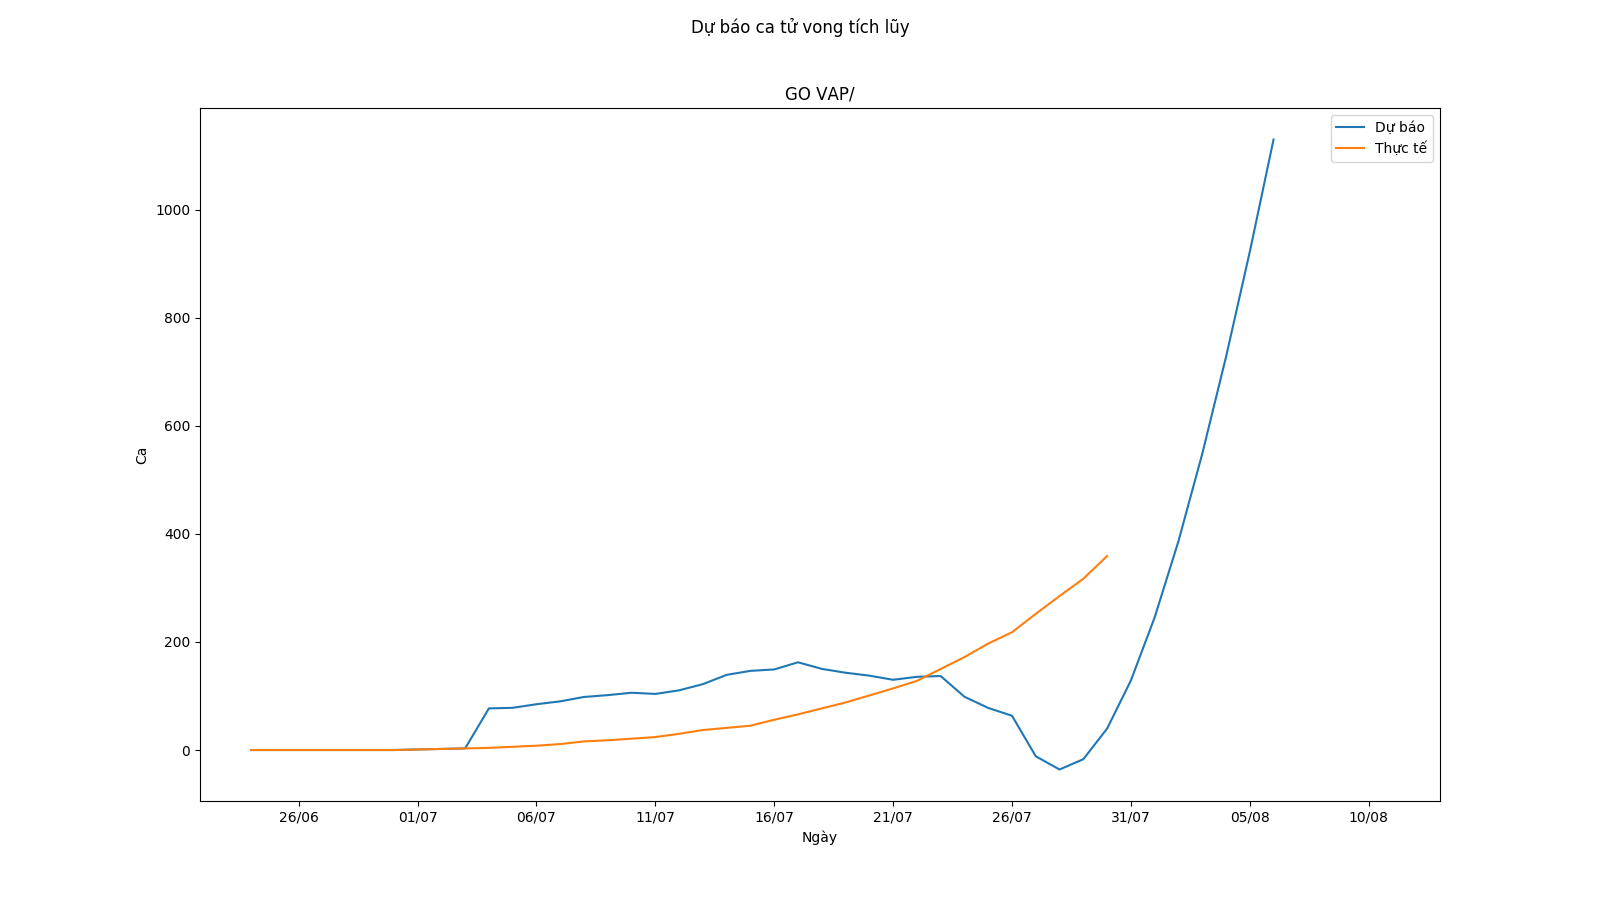 Dự báo ca tử vong tích lũy
GO VAP/
Dự báo
Thực tế
1000
800
600
400
200
0
Ca
26/06 01/07 06/07 11/07 16/07 21/07 26/07 31/07 05/08 10/08
Ngày